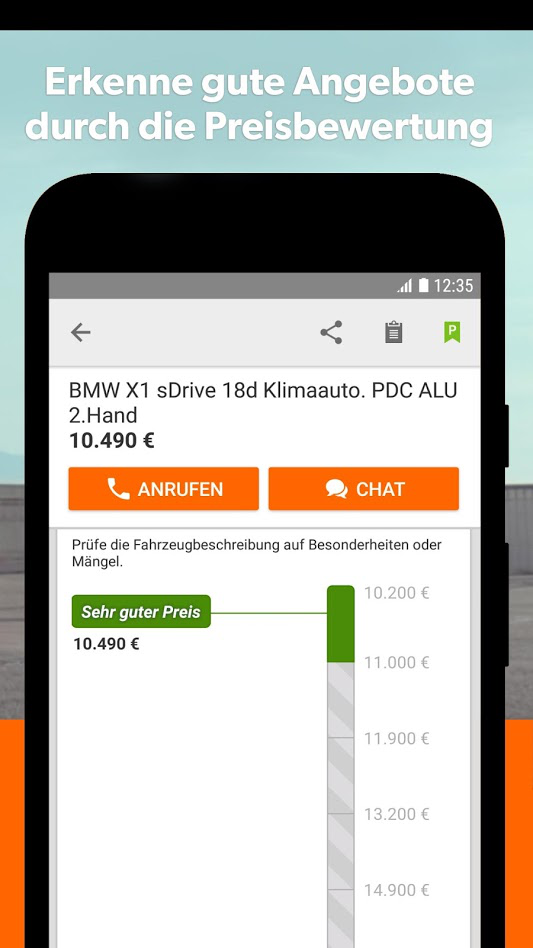 Erkenne gute Angebote
durch die Preisbewertung
12:35
P
BMW X1 sDrive 18d Klimaauto. PDC ALU
2.Hand
10.490 €
ANRUFEN
CHAT
Prüfe die Fahrzeugbeschreibung auf Besonderheiten oder
Mängel.
Sehr guter Preis
10.490 €
10.200 €
11.000 €
11.900 €
13.200 €
14.900 €